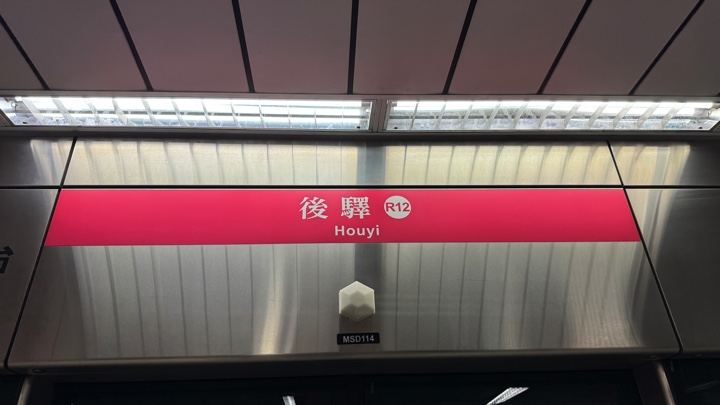 後驛 R12
Houyi
MSD114